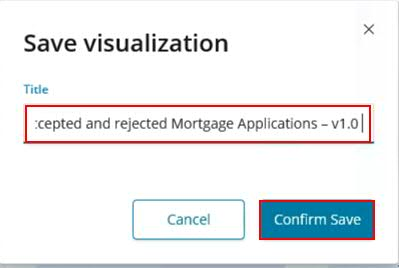 Save visualization
Title
:cepted and rejected Mortgage Applications – v1.0
Cancel
Confirm Save